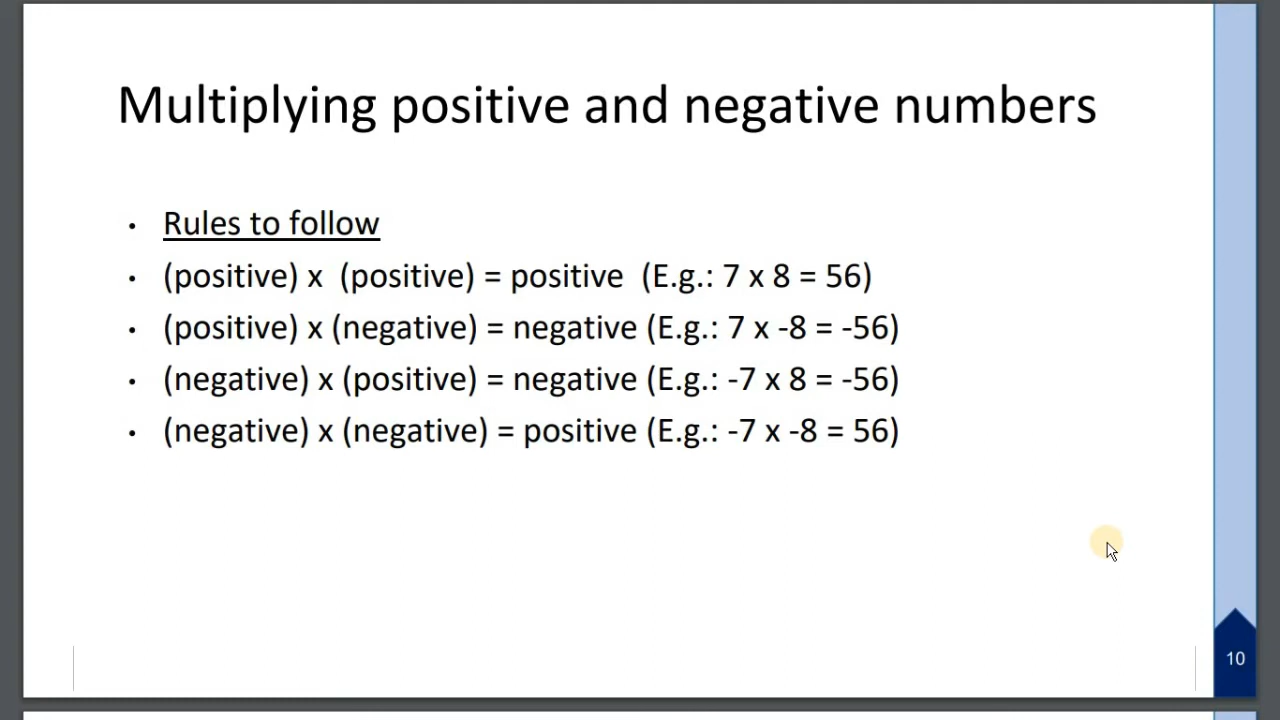 Multiplying positive and negative numbers
• Rules to follow
• (positive) x  (positive) = positive  (E.g.: 7 x 8 = 56)
• (positive) x (negative) = negative (E.g.: 7 x -8 = -56)
• (negative) x (positive) = negative (E.g.: -7 x 8 = -56)
• (negative) x (negative) = positive (E.g.: -7 x -8 = 56)
10